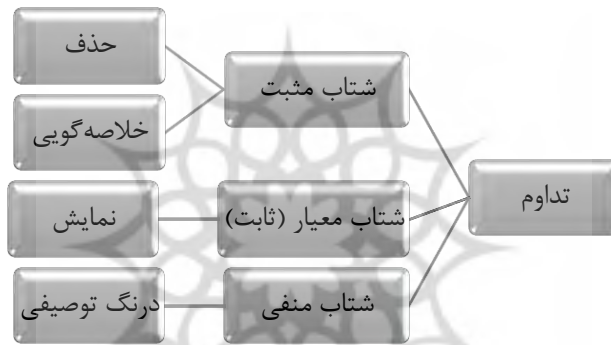 تداوم
شتاب مثبت
حذف
خلاصه‌گویی
شتاب معیار (ثابت)
نمایش
شتاب منفی
درنگ توصیفی